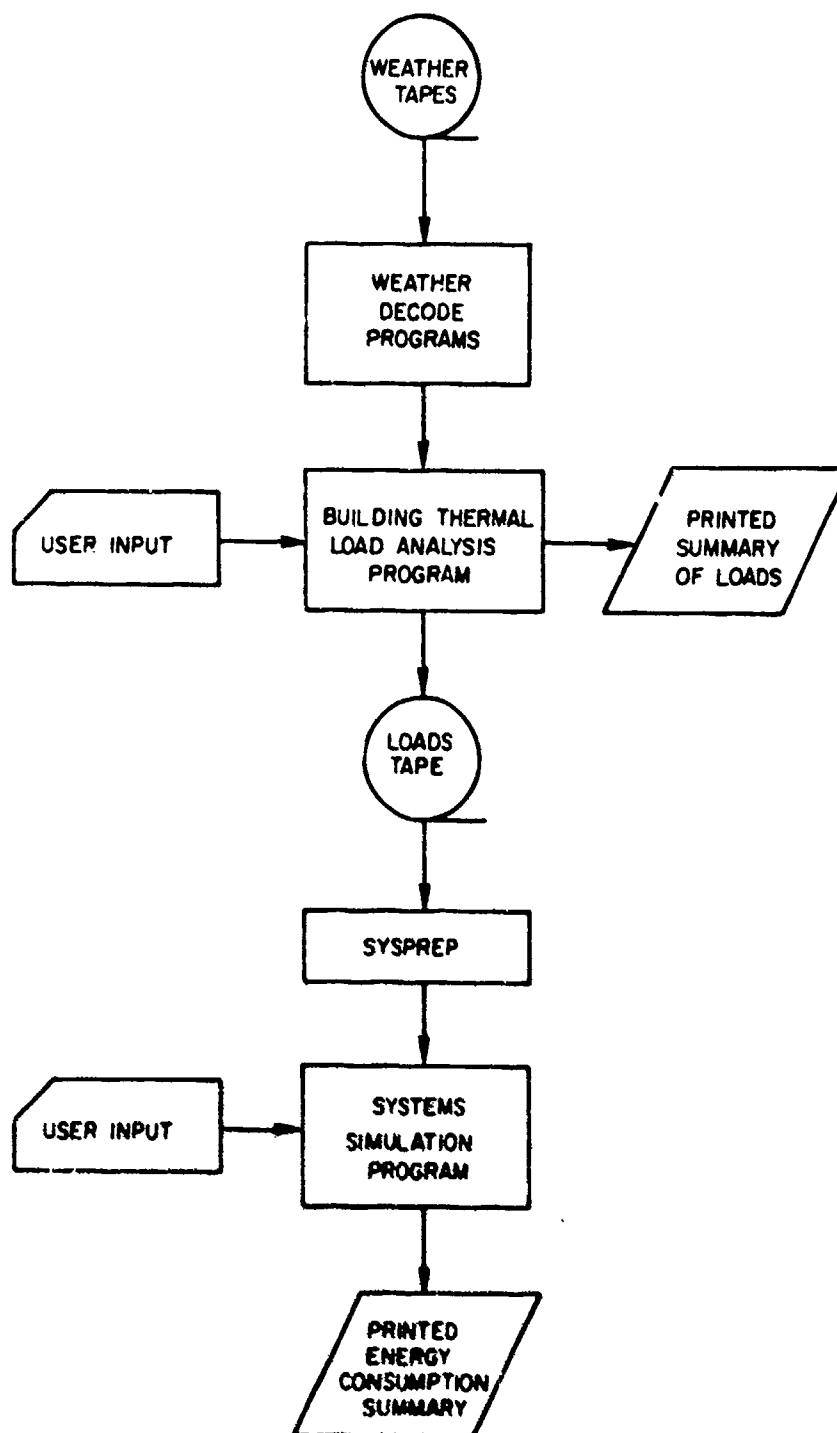 WEATHER
TAPES
WEATHER
DECODE
PROGRAMS
USER INPUT
BUILDING THERMAL
LOAD ANALYSIS
PROGRAM
PRINTED
SUMMARY
OF LOADS
LOADS
TAPE
SYSPREP
USER INPUT
SYSTEMS
SIMULATION
PROGRAM
PRINTED
ENERGY
CONSUMPTION
SUMMARY